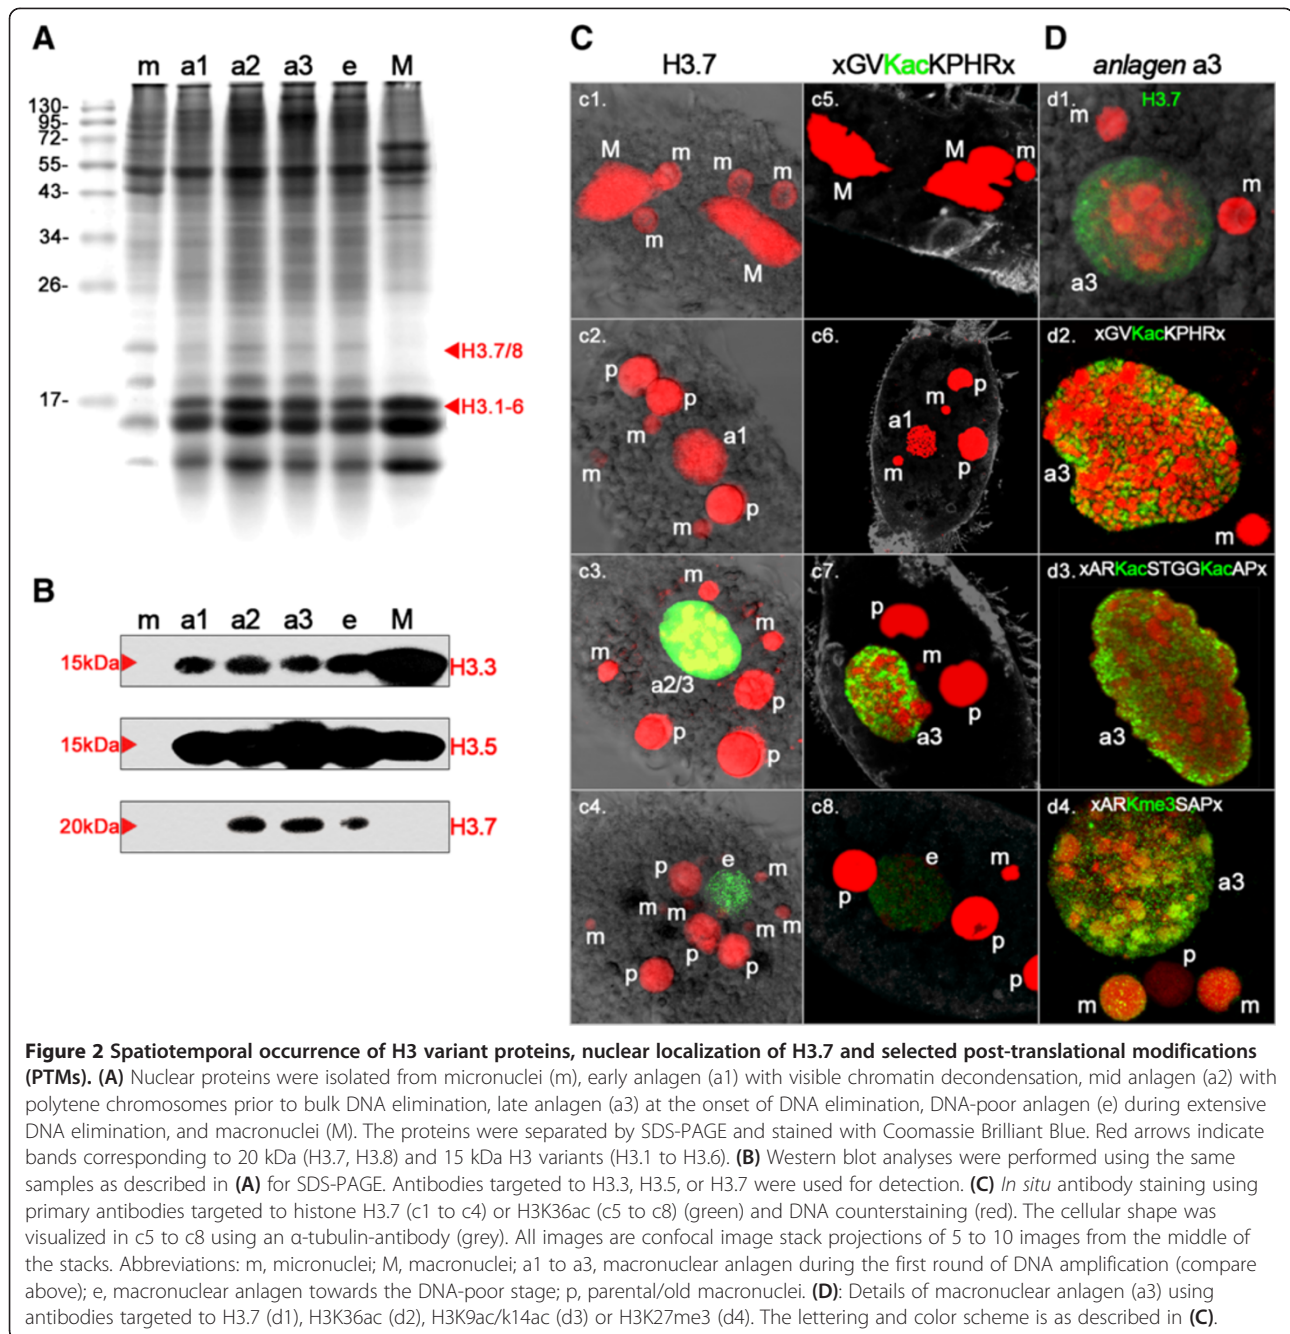 A
m a1 a2 a3 e M
130-
95-
72-
55-
43-
34-
26-
17-
H3.7/8
H3.1-6
B
m a1 a2 a3 e M
15kDa H3.3
15kDa H3.5
20kDa H3.7
C
H3.7 xGVKacKPHRx
c1.
M m m m M
c5.
M M m
c2.
p p m a1 m p m
c6.
p m a1 m p
c3.
m m m a2/3 p p p
c7.
p m p a3
c4.
p e m m m m m p p p
c8.
e m p p p
D
anlagen a3
d1. H3.7
m m a3
d2. xGVKacKPHRx
a3 m
d3. xARKacSTGGKacAPx
a3
d4. xARKme3SAPx
a3 p m m
Figure 2 Spatiotemporal occurrence of H3 variant proteins, nuclear localization of H3.7 and selected post-translational modifications
(PTMs). (A) Nuclear proteins were isolated from micronuclei (m), early anlagen (a1) with visible chromatin decondensation, mid anlagen (a2) with
polytene chromosomes prior to bulk DNA elimination, late anlagen (a3) at the onset of DNA elimination, DNA-poor anlagen (e) during extensive
DNA elimination, and macronuclei (M). The proteins were separated by SDS-PAGE and stained with Coomassie Brilliant Blue. Red arrows indicate
bands corresponding to 20 kDa (H3.7, H3.8) and 15 kDa H3 variants (H3.1 to H3.6). (B) Western blot analyses were performed using the same
samples as described in (A) for SDS-PAGE. Antibodies targeted to H3.3, H3.5, or H3.7 were used for detection. (C) In situ antibody staining using
primary antibodies targeted to histone H3.7 (c1 to c4) or H3K36ac (c5 to c8) (green) and DNA counterstaining (red). The cellular shape was
visualized in c5 to c8 using an α-tubulin-antibody (grey). All images are confocal image stack projections of 5 to 10 images from the middle of
the stacks. Abbreviations: m, micronuclei; M, macronuclei; a1 to a3, macronuclear anlagen during the first round of DNA amplification (compare
above); e, macronuclear anlagen towards the DNA-poor stage; p, parental/old macronuclei. (D): Details of macronuclear anlagen (a3) using
antibodies targeted to H3.7 (d1), H3K36ac (d2), H3K9ac/k14ac (d3) or H3K27me3 (d4). The lettering and color scheme is as described in (C).